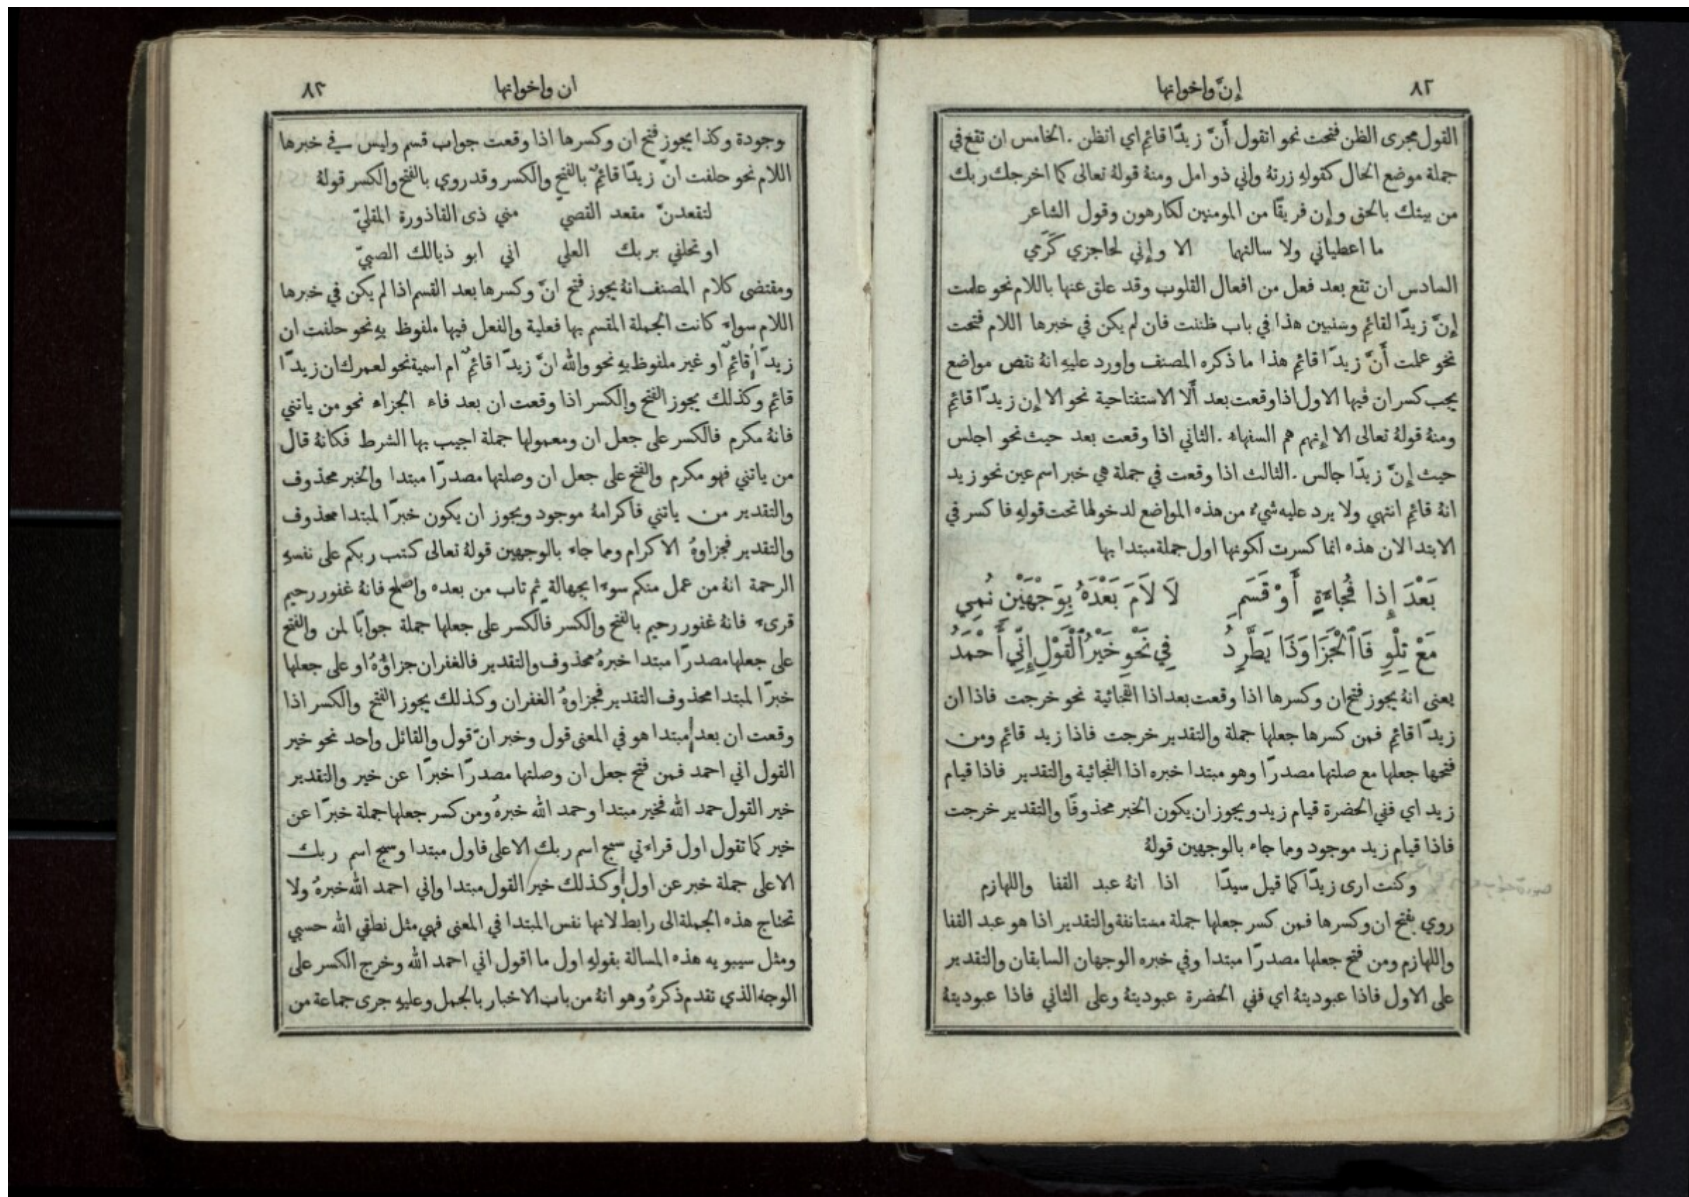 ٨٢
إنَّ واخواتها
القول مجرى الظن فتحت نحو اتقول أَنَّ زيدًا قائم اي اتظن . الخامس ان تقع في
جملة موضع الحال كقولهِ زرتهُ واني ذو امل ومنهُ قولهُ تعالى كما اخرجك ربك
من بيتك بالحق وإن فريقًا من المومنين لكارهون وقول الشاعر
ما اعطياني ولا سالتهما الا وإني لحاجزي كَرَمي
السادس ان تقع بعد فعل من افعال القلوب وقد علق عنها باللام نحو علمت
إنَّ زيدًا لقائم وسنبين هذا في باب ظننت فان لم يكن في خبرها اللام فتحت
نحو علمت أَنَّ زيدًا قائم هذا ما ذكره المصنف واورد عليهِ انهُ نقص مواضع
يجب كسر ان فيها الاول اذا وقعت بعد أَلَا الاستفتاحية نحو الا إن زيدًا قائم
ومنهُ قولهُ تعالى الا إنهم هم السفهاء . الثاني اذا وقعت بعد حيث نحو اجلس
حيث إنَّ زيدًا جالس . الثالث اذا وقعت في جملة هي خبر اسم عين نحو زيد
انهُ قائم انتهى ولا يرد عليه شيءٌ من هذه المواضع لدخولها تحت قولهِ فاكسر في
الابتدا لان هذه انما كسرت لكونها اول جملة مبتدا بها
بَعْدَ إِذا فُجَاءَةٍ أَوْ قَسَمِ لَا لَامَ بَعْدَهُ بِوَجْهَيْنِ نُمِي
مَعْ تِلْوِ فَا ٱلْجَزَا وَذَا يَطَّرِدُ فِي نَحْوِ خَيْرُ ٱلْقَوْلِ إِنِّي أَحْمَدُ
يعني انهُ يجوز فتح ان وكسرها اذا وقعت بعد اذا الفجائية نحو خرجت فاذا ان
زيدًا قائم فمن كسرها جعلها جملة والتقدير خرجت فاذا زيد قائم ومن
فتحها جعلها مع صلتها مصدرًا وهو مبتدا خبره اذا الفجائية والتقدير فاذا قيام
زيد اي ففي الحضرة قيام زيد ويجوز ان يكون الخبر محذوفًا والتقدير خرجت
فاذا قيام زيد موجود ومما جاء بالوجهين قولهُ
وكنت ارى زيدًا كما قيل سيدًا اذا انهُ عبد القفا واللهازم
روي بفتح ان وكسرها فمن كسر جعلها جملة مستانفة والتقدير اذا هو عبد القفا
واللهازم ومن فتح جعلها مصدرًا مبتدا وفي خبره الوجهان السابقان والتقدير
على الاول فاذا عبوديتهُ اي ففي الحضرة عبوديتهُ وعلى الثاني فاذا عبوديتهُ
ان واخواتها
٨٣
موجودة وكذا يجوز فتح ان وكسرها اذا وقعت جواب قسم وليس في خبرها
اللام نحو حلفت انّ زيدًا قائمٌ بالفتح والكسر وقد روي بالفتح والكسر قولهُ
لتقعدنّ مقعد القصي مني ذي القاذورة المقليّ
او تحلفي بربك العلي اني ابو ذيالك الصبيّ
ومقتضى كلام المصنف انهُ يجوز فتح انّ وكسرها بعد القسم اذا لم يكن في خبرها
اللام سواء كانت الجملة المقسم بها فعلية والفعل فيها ملفوظ بهِ نحو حلفت ان
زيدًا قائم او غير ملفوظ بهِ نحو والله انّ زيدًا قائمٌ ام اسمية نحو لعمرك ان زيدًا
قائم وكذلك يجوز الفتح والكسر اذا وقعت ان بعد فاء الجزاء نحو من ياتني
فانهُ مكرم فالكسر على جعل ان ومعمولها جملة اجيب بها الشرط فكانهُ قال
من ياتني فهو مكرم والفتح على جعل ان وصلتها مصدرًا مبتدا والخبر محذوف
والتقدير من ياتني فاكرامهُ موجود ويجوز ان يكون خبرًا لمبتدا محذوف
والتقدير فجزاوهُ الاكرام ومما جاء بالوجهين قولهُ تعالى كتب ربكم على نفسهِ
الرحمة انهُ من عمل منكم سوءا بجهالة ثم تاب من بعده واصلح فانهُ غفور رحيم
قرىء فانهُ غفور رحيم بالفتح والكسر فالكسر على جعلها جملة جوابًا لمن والفتح
على جعلها مصدرًا مبتدا خبرهُ محذوف والتقدير فالغفران جزاؤهُ او على جعلها
خبرًا لمبتدا محذوف التقدير فجزاوهُ الغفران وكذلك يجوز الفتح والكسر اذا
وقعت ان بعد مبتدا هو في المعنى قول وخبر انّ قول والقائل واحد نحو خير
القول اني احمد فمن فتح جعل ان وصلتها مصدرًا خبرًا عن خير والتقدير
خير القول حمد الله فخير مبتدا وحمد الله خبرهُ ومن كسر جعلها جملة خبرًا عن
خير كما تقول اول قراءتي سبح اسم ربك الاعلى فاول مبتدا وسبح اسم ربك
الاعلى جملة خبر عن اول وكذلك خير القول مبتدا واني احمد الله خبرهُ ولا
تحتاج هذه الجملة الى رابط لانها نفس المبتدا في المعنى فهي مثل نطقي الله حسبي
ومثل سيبويه هذه المسالة بقولهِ اول ما اقول اني احمد الله وخرج الكسر على
الوجه الذي تقدم ذكرهُ وهو انهُ من باب الاخبار بالجمل وعليهِ جرى جماعة من